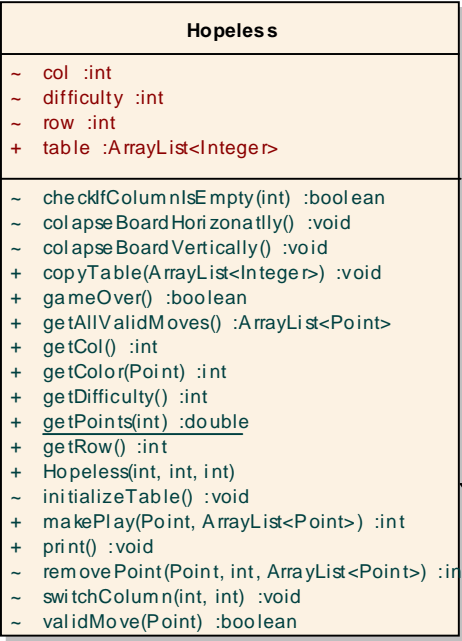 Hopeless
~ col :int
~ difficulty :int
~ row :int
+ table :ArrayList<Integer>
~ checkIfColumnIsEmpty(int) :boolean
~ colapseBoardHorizonatlly() :void
~ colapseBoardVertically() :void
+ copyTable(ArrayList<Integer>) :void
+ gameOver() :boolean
+ getAllValidMoves() :ArrayList<Point>
+ getCol() :int
+ getColor(Point) :int
+ getDifficulty() :int
+ getPoints(int) :double
+ getRow() :int
+ Hopeless(int, int, int)
~ initializeTable() :void
+ makePlay(Point, ArrayList<Point>) :int
+ print() :void
~ removePoint(Point, int, ArrayList<Point>) :in
~ switchColumn(int, int) :void
~ validMove(Point) :boolean